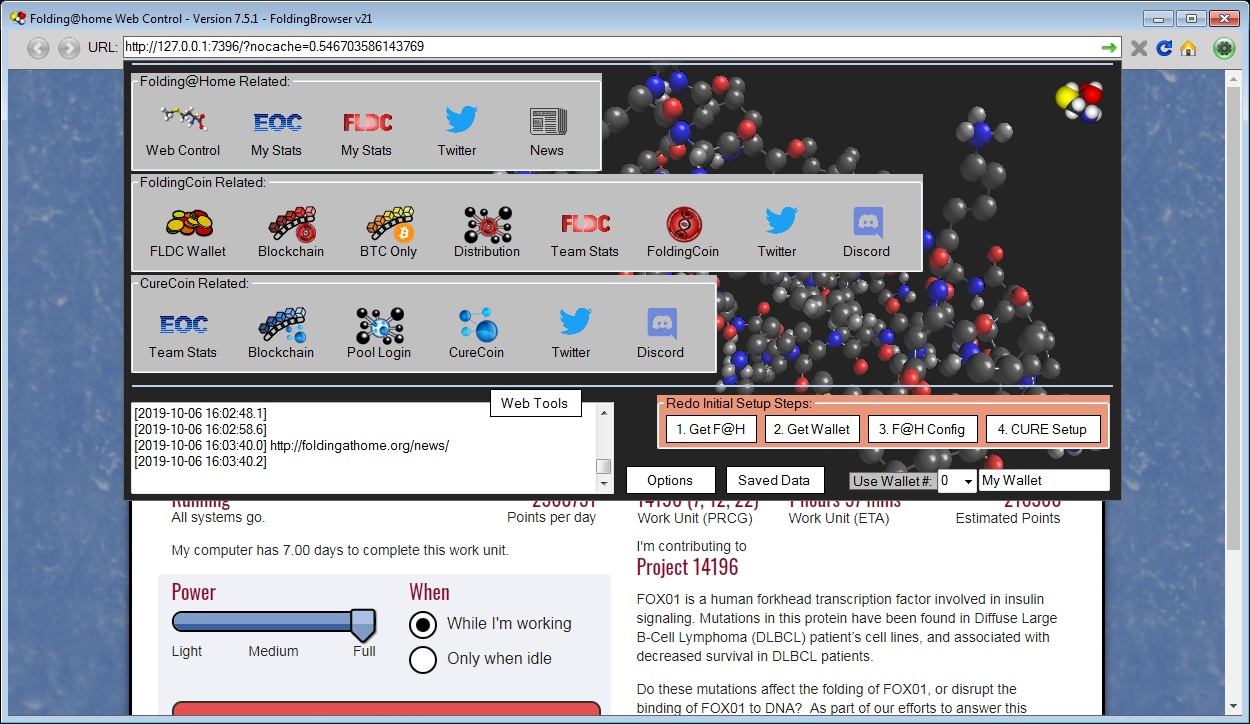 Folding@home Web Control - Version 7.5.1 - FoldingBrowser v21
URL: http://127.0.0.1:7396/?nocache=0.546703586143769
Folding@Home Related:
EOC FLDC
Web Control My Stats My Stats Twitter News
FoldingCoin Related:
FLDC
FLDC Wallet Blockchain BTC Only Distribution Team Stats FoldingCoin Twitter Discord
CureCoin Related:
EOC
Team Stats Blockchain Pool Login CureCoin Twitter Discord
Web Tools
[2019-10-06 16:02:48.1]
[2019-10-06 16:02:58.6]
[2019-10-06 16:03:40.0] http://foldingathome.org/news/
[2019-10-06 16:03:40.2]
Redo Initial Setup Steps:
1. Get F@H 2. Get Wallet 3. F@H Config 4. CURE Setup
Options Saved Data Use Wallet #: 0 My Wallet
Running 14196 (7, 12, 22)
All systems go. Points per day Work Unit (PRCG) Work Unit (ETA) Estimated Points
My computer has 7.00 days to complete this work unit.
Power
Light Medium Full
When
While I'm working
Only when idle
I'm contributing to
Project 14196
FOX01 is a human forkhead transcription factor involved in insulin
signaling. Mutations in this protein have been found in Diffuse Large
B-Cell Lymphoma (DLBCL) patient's cell lines, and associated with
decreased survival in DLBCL patients.
Do these mutations affect the folding of FOX01, or disrupt the
binding of FOX01 to DNA? As part of our efforts to answer this